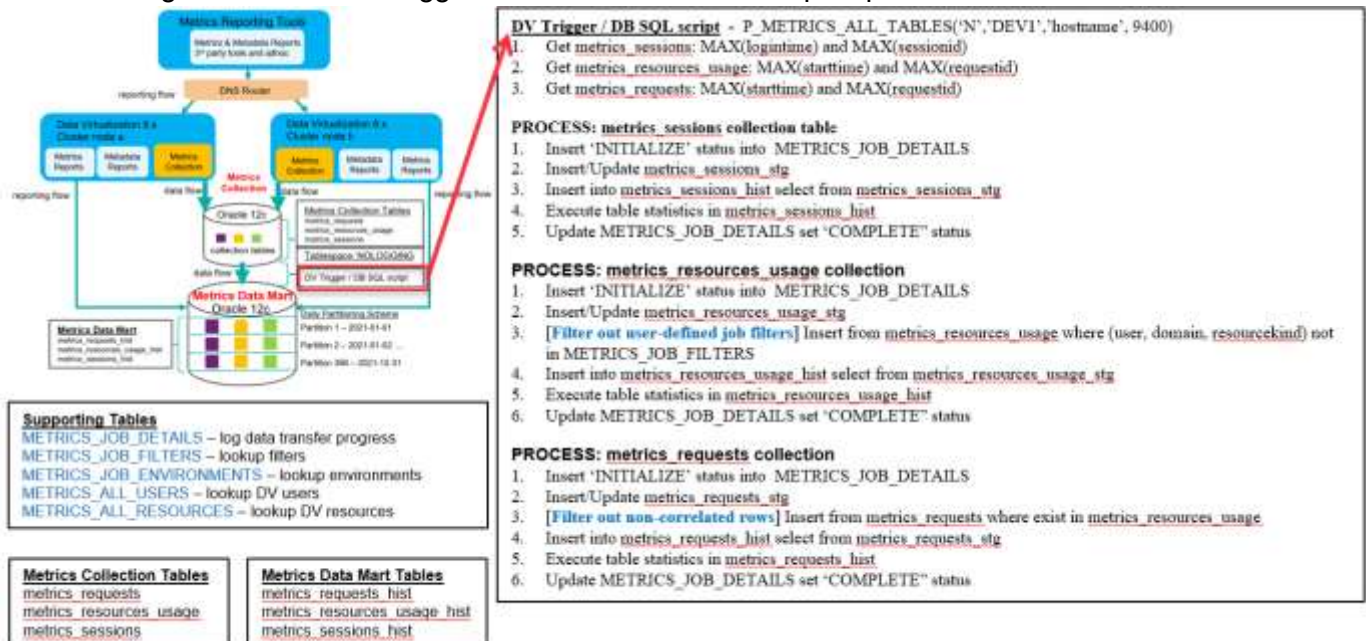 Metrics Reporting Tools
Metrics & Metadata Reports
3rd party tools and adhoc
reporting flow
DNS Router
Data Virtualization 8.x
Cluster node a
Data Virtualization 8.x
Cluster node b
Metrics Reports
Metadata Reports
Metrics Collection
Metrics Collection
Metadata Reports
Metrics Reports
reporting flow
data flow
Metrics Collection
data flow
reporting flow
Oracle 12c
collection tables
Metrics Collection Tables
metrics_requests
metrics_resources_usage
metrics_sessions
Tablespace NOLOGGING
data flow
DV Trigger / DB SQL script
Metrics Data Mart
Oracle 12c
Daily Partitioning Scheme
Partition 1 – 2021-01-01
Partition 2 – 2021-01-02 ...
2021-10-31
Metrics Data Mart
metrics_requests_hist
metrics_resources_usage_hist
metrics_sessions_hist
Supporting Tables
METRICS_JOB_DETAILS – log data transfer progress
METRICS_JOB_FILTERS – lookup filters
METRICS_JOB_ENVIRONMENTS – lookup environments
METRICS_ALL_USERS – lookup DV users
METRICS_ALL_RESOURCES – lookup DV resources
Metrics Collection Tables
metrics_requests
metrics_resources_usage
metrics_sessions
Metrics Data Mart Tables
metrics_requests_hist
metrics_resources_usage_hist
metrics_sessions_hist
DV Trigger / DB SQL script - P_METRICS_ALL_TABLES('N','DEV1','hostname', 9400)
1. Get metrics_sessions: MAX(logintime) and MAX(sessionid)
2. Get metrics_resources_usage: MAX(starttime) and MAX(requestid)
3. Get metrics_requests: MAX(starttime) and MAX(requestid)
PROCESS: metrics_sessions collection table
1. Insert 'INITIALIZE' status into METRICS_JOB_DETAILS
2. Insert/Update metrics_sessions_stg
3. Insert into metrics_sessions_hist select from metrics_sessions_stg
4. Execute table statistics in metrics_sessions_hist
5. Update METRICS_JOB_DETAILS set "COMPLETE" status
PROCESS: metrics_resources_usage collection
1. Insert 'INITIALIZE' status into METRICS_JOB_DETAILS
2. Insert/Update metrics_resources_usage_stg
3. [Filter out user-defined job filters] Insert from metrics_resources_usage where (user, domain, resourcekind) not
in METRICS_JOB_FILTERS
4. Insert into metrics_resources_usage_hist select from metrics_resources_usage_stg
5. Execute table statistics in metrics_resources_usage_hist
6. Update METRICS_JOB_DETAILS set "COMPLETE" status
PROCESS: metrics_requests collection
1. Insert 'INITIALIZE' status into METRICS_JOB_DETAILS
2. Insert/Update metrics_requests_stg
3. [Filter out non-correlated rows] Insert from metrics_requests where exist in metrics_resources_usage
4. Insert into metrics_requests_hist select from metrics_requests_stg
5. Execute table statistics in metrics_requests_hist
6. Update METRICS_JOB_DETAILS set "COMPLETE" status